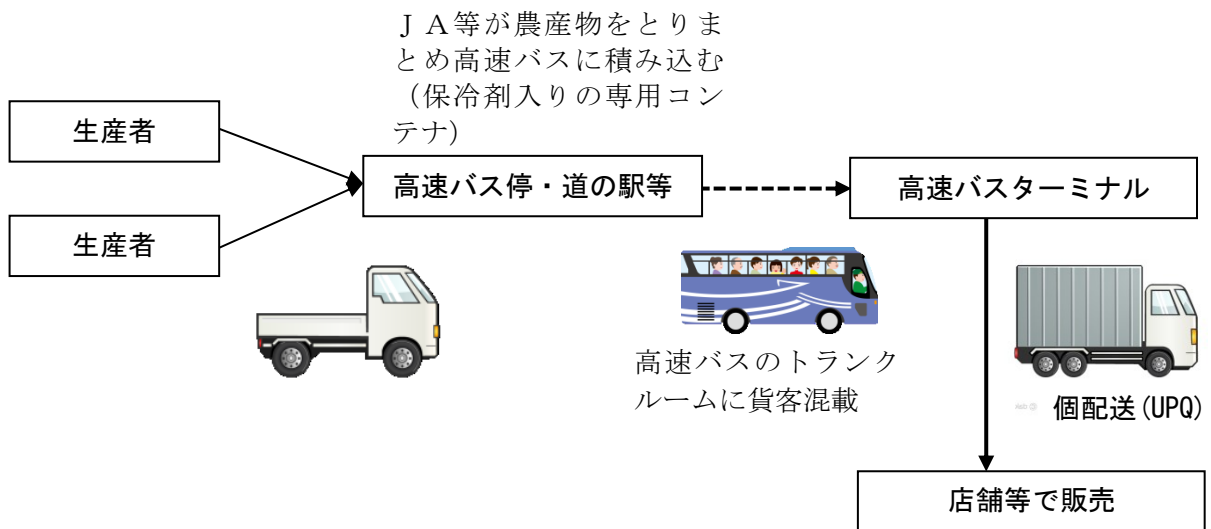 ＪＡ等が農産物をとりま
とめ高速バスに積み込む
（保冷剤入りの専用コン
テナ）
生産者
高速バス停・道の駅等
高速バスターミナル
生産者
高速バスのトランク
ルームに貨客混載
個配送(UPQ)
店舗等で販売